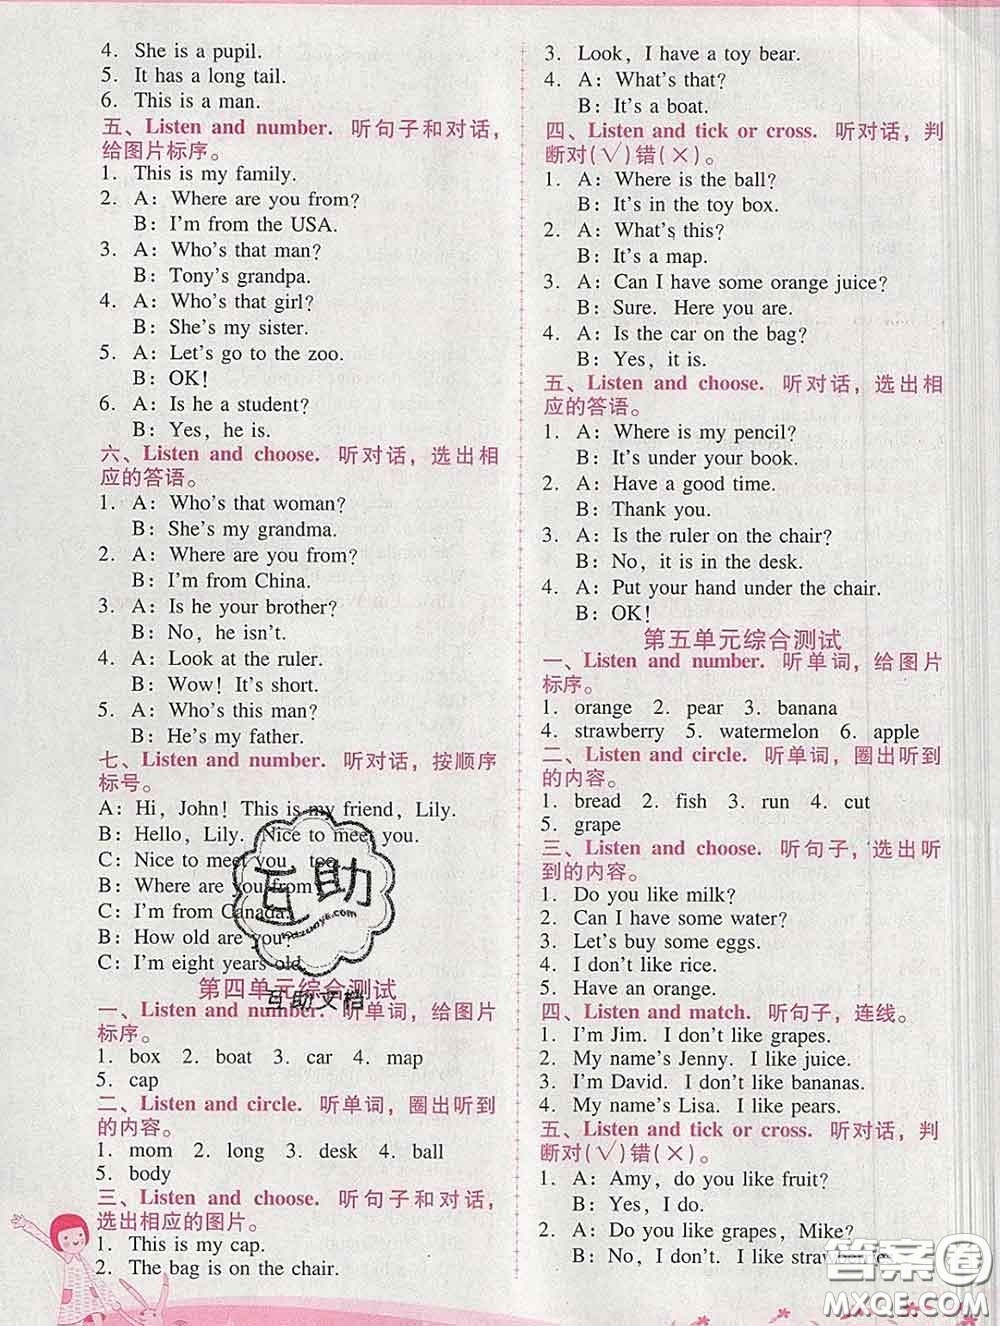 4. She is a pupil.
5. It has a long tail.
6. This is a man.
五、Listen and number. 听句子和对话，
给图片标序。
1. This is my family.
2. A: Where are you from?
B: I'm from the USA.
3. A: Who's that man?
B: Tony's grandpa.
4. A: Who's that girl?
B: She's my sister.
5. A: Let's go to the zoo.
B: OK!
6. A: Is he a student?
B: Yes, he is.
六、Listen and choose. 听对话，选出相
应的答语。
1. A: Who's that woman?
B: She's my grandma.
2. A: Where are you from?
B: I'm from China.
3. A: Is he your brother?
B: No, he isn't.
4. A: Look at the ruler.
B: Wow! It's short.
5. A: Who's this man?
B: He's my father.
七、Listen and number. 听对话，按顺序
标号。
A: Hi, John! This is my friend, Lily.
B: Hello, Lily. Nice to meet you.
C: Nice to meet you, too.
B: Where are you from?
C: I'm from Canada.
B: How old are you?
C: I'm eight years old.
第四单元综合测试
一、Listen and number. 听单词，给图片
标序。
1. box 2. boat 3. car 4. map
5. cap
二、Listen and circle. 听单词，圈出听到
的内容。
1. mom 2. long 3. desk 4. ball
5. body
三、Listen and choose. 听句子和对话，
选出相应的图片。
1. This is my cap.
2. The bag is on the chair.
3. Look, I have a toy bear.
4. A: What's that?
B: It's a boat.
四、Listen and tick or cross. 听对话，判
断对(√)错(×)。
1. A: Where is the ball?
B: It's in the toy box.
2. A: What's this?
B: It's a map.
3. A: Can I have some orange juice?
B: Sure. Here you are.
4. A: Is the car on the bag?
B: Yes, it is.
五、Listen and choose. 听对话，选出相
应的答语。
1. A: Where is my pencil?
B: It's under your book.
2. A: Have a good time.
B: Thank you.
3. A: Is the ruler on the chair?
B: No, it is in the desk.
4. A: Put your hand under the chair.
B: OK!
第五单元综合测试
一、Listen and number. 听单词，给图片
标序。
1. orange 2. pear 3. banana
4. strawberry 5. watermelon 6. apple
二、Listen and circle. 听单词，圈出听到
的内容。
1. bread 2. fish 3. run 4. cut
5. grape
三、Listen and choose. 听句子，选出听
到的内容。
1. Do you like milk?
2. Can I have some water?
3. Let's buy some eggs.
4. I don't like rice.
5. Have an orange.
四、Listen and match. 听句子，连线。
1. I'm Jim. I don't like grapes.
2. My name's Jenny. I like juice.
3. I'm David. I don't like bananas.
4. My name's Lisa. I like pears.
五、Listen and tick or cross. 听对话，判
断对(√)错(×)。
1. A: Amy, do you like fruit?
B: Yes, I do.
2. A: Do you like grapes, Mike?
B: No, I don't. I like strawberries.
互助
互助文档
答案圈
MXQE.COM